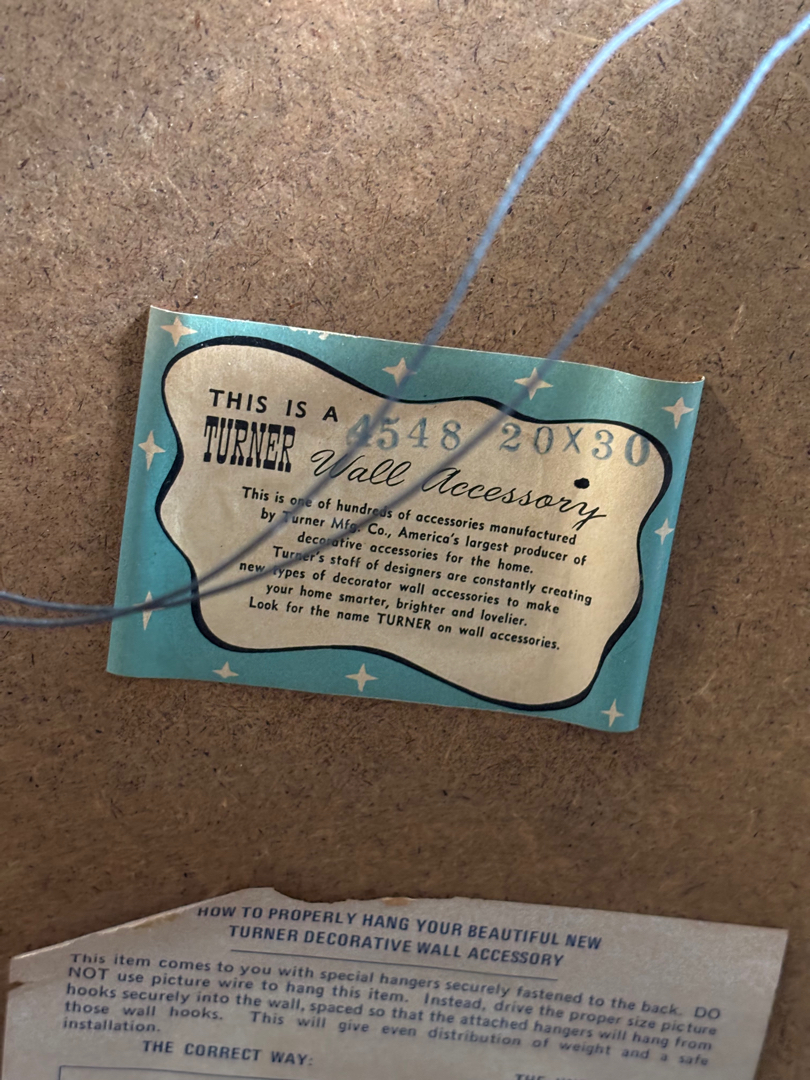 THIS IS A
4548 20X30
TURNER Wall Accessory
This is one of hundreds of accessories manufactured
by Turner Mfg. Co., America's largest producer of
decorative accessories for the home.
Turner's staff of designers are constantly creating
new types of decorator wall accessories to make
your home smarter, brighter and lovelier.
Look for the name TURNER on wall accessories.
HOW TO PROPERLY HANG YOUR BEAUTIFUL NEW
TURNER DECORATIVE WALL ACCESSORY
This item comes to you with special hangers securely fastened to the back. DO
NOT use picture wire to hang this item. Instead, drive the proper size picture
hooks securely into the wall, spaced so that the attached hangers will hang from
those wall hooks. This will give even distribution of weight and a safe
installation.
THE CORRECT WAY: